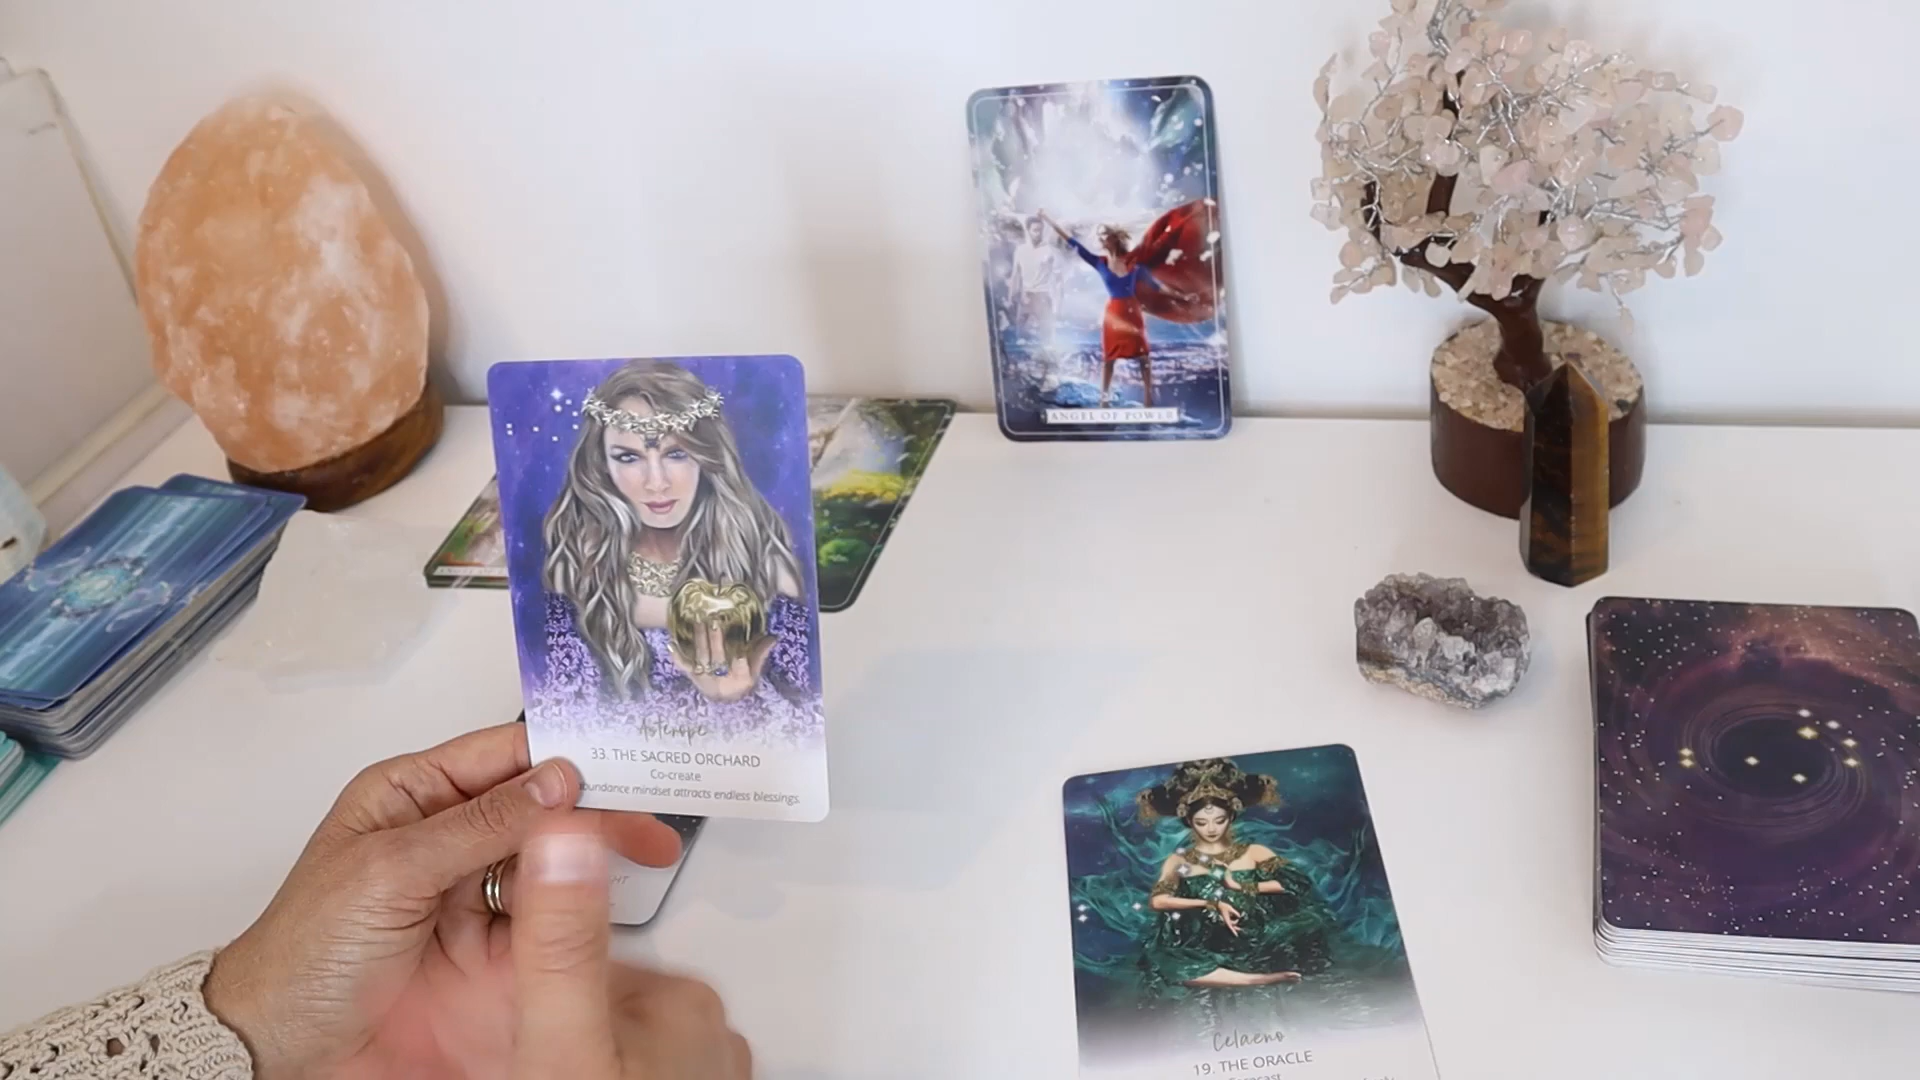 ANGEL OF POWER
Asterope
33. THE SACRED ORCHARD
Co-create
abundance mindset attracts endless blessings.
Celaeno
19. THE ORACLE